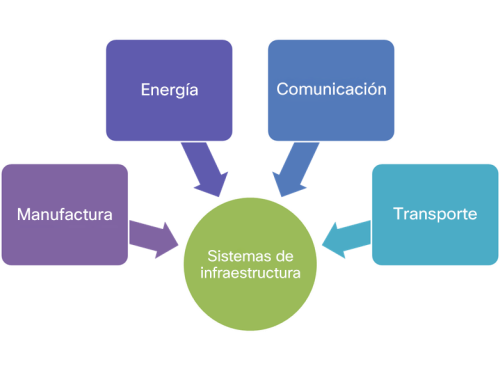 Energía
Comunicación
Manufactura
Transporte
Sistemas de
infraestructura